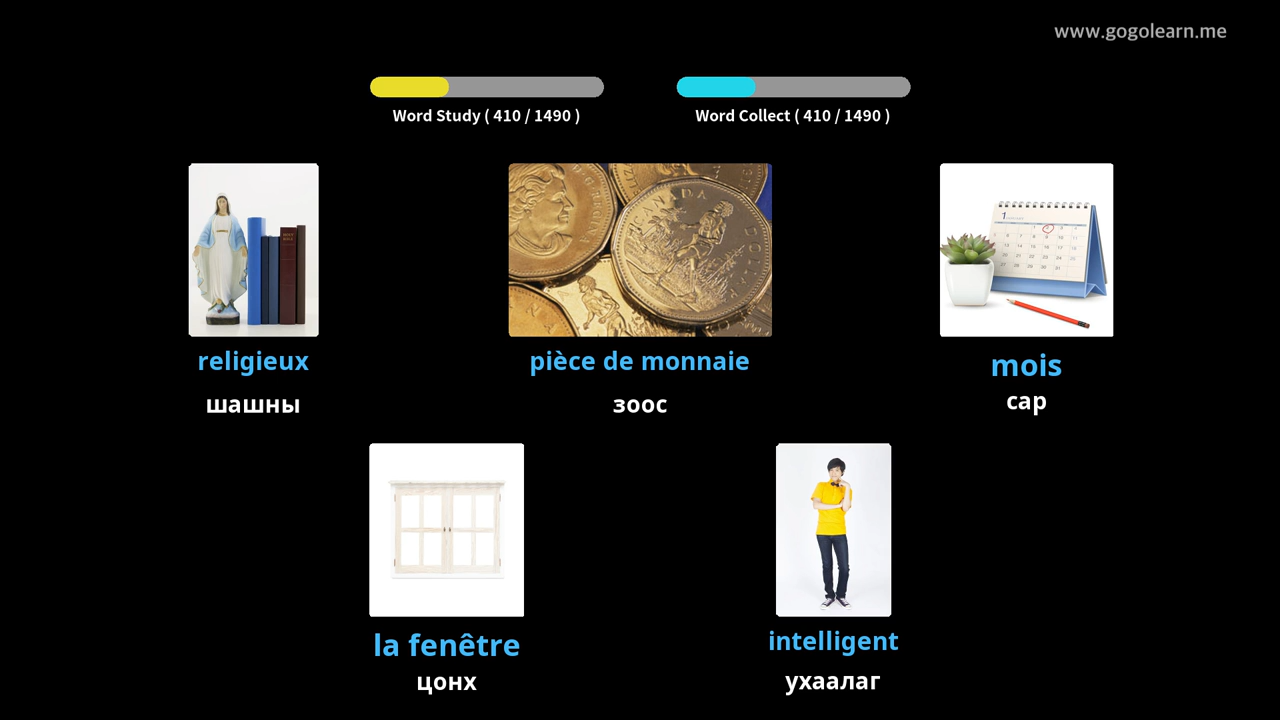 www.gogolearn.me
Word Study ( 410 / 1490 )
Word Collect ( 410 / 1490 )
religieux
шашны
pièce de monnaie
зоос
mois
сар
la fenêtre
цонх
intelligent
ухаалаг